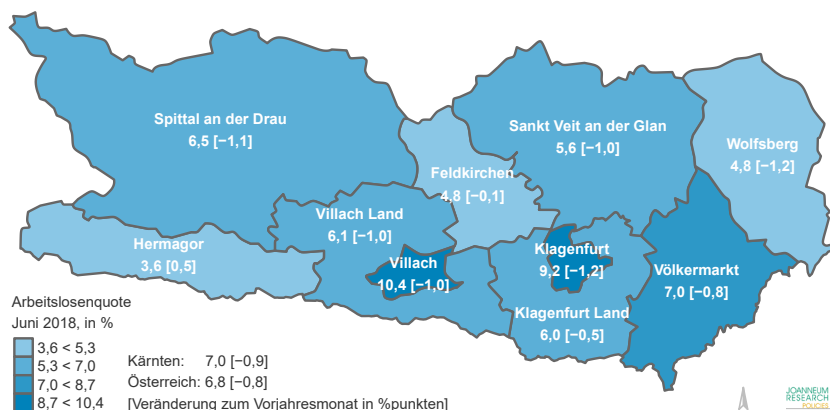 Spittal an der Drau
6,5 [−1,1]
Sankt Veit an der Glan
5,6 [−1,0]
Wolfsberg
4,8 [−1,2]
Feldkirchen
4,8 [−0,1]
Villach Land
6,1 [−1,0]
Hermagor
3,6 [0,5]
Villach
10,4 [−1,0]
Klagenfurt
9,2 [−1,2]
Völkermarkt
7,0 [−0,8]
Klagenfurt Land
6,0 [−0,5]
Arbeitslosenquote
Juni 2018, in %
3,6 < 5,3
5,3 < 7,0
7,0 < 8,7
8,7 < 10,4
Kärnten: 7,0 [−0,9]
Österreich: 6,8 [−0,8]
[Veränderung zum Vorjahresmonat in %punkten]
JOANNEUM
RESEARCH
POLICIES